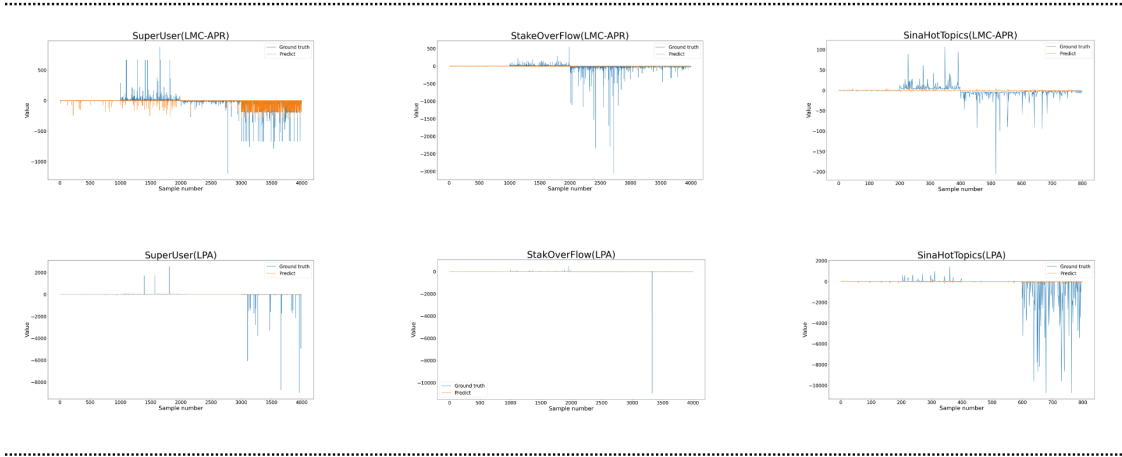 SuperUser(LMC-APR)
Ground truth
Predict
500
0
-500
-1000
Value
0 500 1000 1500 2000 2500 3000 3500 4000
Sample number
StakeOverFlow(LMC-APR)
Ground truth
Predict
500
0
-500
-1000
-1500
-2000
-2500
-3000
Value
0 500 1000 1500 2000 2500 3000 3500 4000
Sample number
SinaHotTopics(LMC-APR)
Ground truth
Predict
100
50
0
-50
-100
-150
-200
Value
0 100 200 300 400 500 600 700 800
Sample number
SuperUser(LPA)
Ground truth
Predict
2000
0
-2000
-4000
-6000
-8000
Value
0 500 1000 1500 2000 2500 3000 3500 4000
Sample number
StakOverFlow(LPA)
0
-2000
-4000
-6000
-8000
-10000
Value
Ground truth
Predict
0 500 1000 1500 2000 2500 3000 3500 4000
Sample number
SinaHotTopics(LPA)
Ground truth
Predict
2000
0
-2000
-4000
-6000
-8000
-10000
Value
0 100 200 300 400 500 600 700 800
Sample number